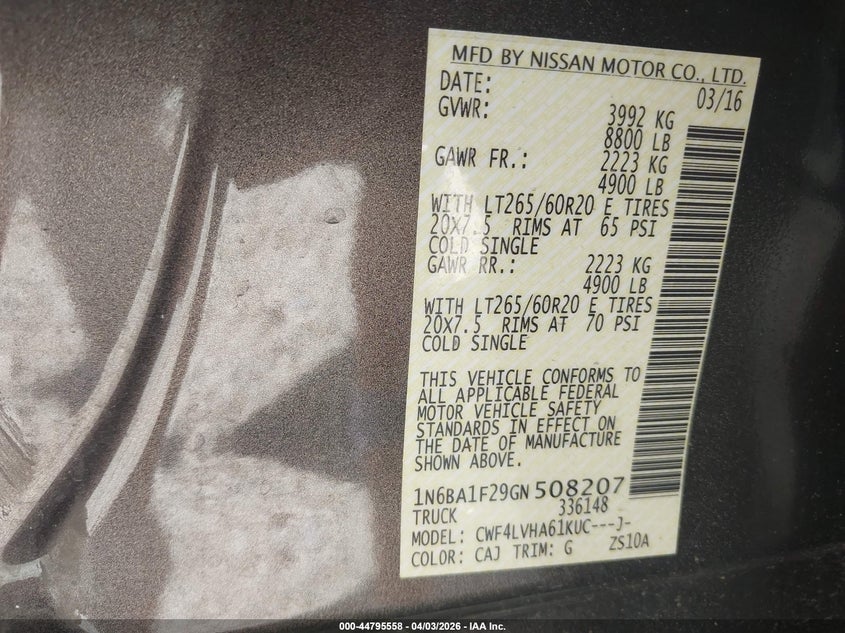 MFD BY NISSAN MOTOR CO., LTD.
DATE: 03/16
GVWR: 3992 KG
8800 LB
GAWR FR.: 2223 KG
4900 LB
WITH LT265/60R20 E TIRES
20X7.5 RIMS AT 65 PSI
COLD SINGLE
GAWR RR.: 2223 KG
4900 LB
WITH LT265/60R20 E TIRES
20X7.5 RIMS AT 70 PSI
COLD SINGLE
THIS VEHICLE CONFORMS TO
ALL APPLICABLE FEDERAL
MOTOR VEHICLE SAFETY
STANDARDS IN EFFECT ON
THE DATE OF MANUFACTURE
SHOWN ABOVE.
1N6BA1F29GN508207
TRUCK 336148
MODEL: CWF4LVHA61KUC---J-
COLOR: CAJ TRIM: G ZS10A
000-44795558 - 04/03/2026 - IAA Inc.